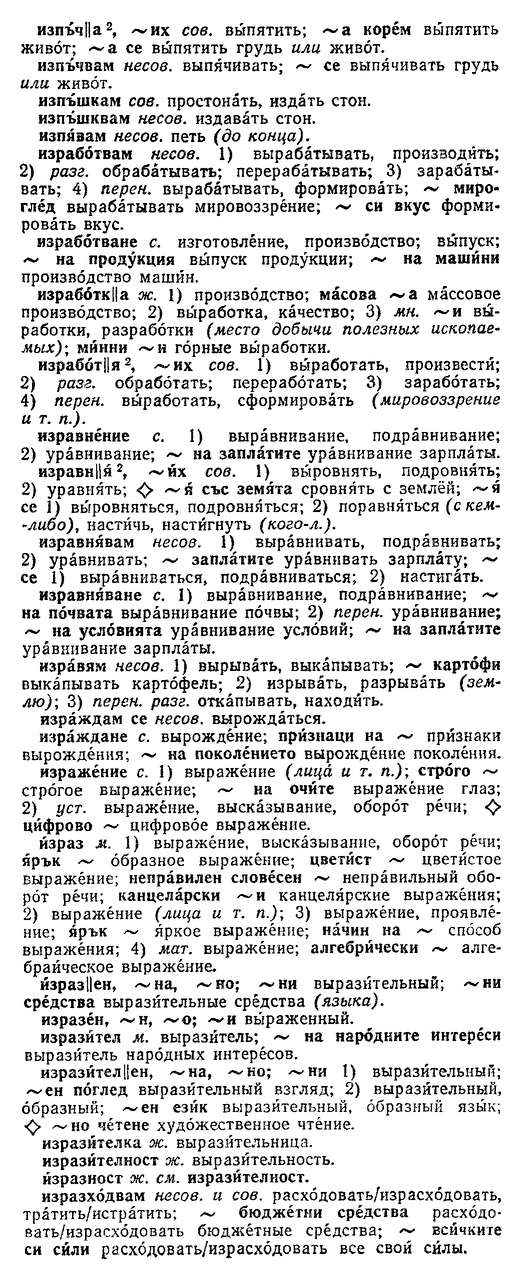 изпъ́ч||а², ~их сов. вы́пятить; ~а коре́м вы́пятить
живо́т; ~а се вы́пятить грудь или живо́т.
изпъ́чвам несов. выпя́чивать; ~ се выпя́чивать грудь
или живо́т.
изпъ́шкам сов. простона́ть, изда́ть стон.
изпъ́шквам несов. издава́ть стон.
изпя́вам несов. петь (до конца́).
израбо́твам несов. 1) выраба́тывать, производи́ть;
2) разг. обраба́тывать; перераба́тывать; 3) зараба́ты-
вать; 4) перен. выраба́тывать, формирова́ть; ~ миро-
гле́д выраба́тывать мировоззре́ние; ~ си вкус форми-
рова́ть вкус.
израбо́тване с. изготовле́ние, произво́дство; вы́пуск;
~ на проду́кция вы́пуск проду́кции; ~ на маши́ни
произво́дство маши́н.
израбо́тк||а ж. 1) произво́дство; ма́сова ~а ма́ссовое
произво́дство; 2) вы́работка, ка́чество; 3) мн. ~и вы́-
работки, разрабо́тки (место добычи полезных ископае-
мых); ми́нни ~и го́рные вы́работки.
израбо́т||я², ~их сов. 1) вы́работать, произвести́;
2) разг. обрабо́тать; перерабо́тать; 3) зарабо́тать;
4) перен. вы́работать, сформирова́ть (мировоззрение
и т. п.).
изравне́ние с. 1) выра́внивание, подра́внивание;
2) ура́внивание; ~ на запла́тите ура́внивание зарпла́ты.
изравн||я́², ~и́х сов. 1) вы́ровнять, подровня́ть;
2) уравня́ть; ◇ ~я́ със земя́та сровня́ть с землёй; ~я́
се 1) вы́ровняться, подровня́ться; 2) поравня́ться (с кем-
-либо), насти́чь, насти́гнуть (кого-л.).
изравня́вам несов. 1) выра́внивать, подра́внивать;
2) ура́внивать; ~ запла́тите ура́внивать зарпла́ту; ~
се 1) выра́вниваться, подра́вниваться; 2) настига́ть.
изравня́ване с. 1) выра́внивание, подра́внивание; ~
на по́чвата выра́внивание по́чвы; 2) перен. ура́внивание;
~ на усло́вията ура́внивание усло́вий; ~ на запла́тите
ура́внивание зарпла́ты.
изра́вям несов. 1) вырыва́ть, выка́пывать; ~ карто́фи
выка́пывать карто́фель; 2) изрыва́ть, разрыва́ть (зем-
лю); 3) перен. разг. отка́пывать, находи́ть.
изра́ждам се несов. вырожда́ться.
изра́ждане с. вырожде́ние; при́знаци на ~ при́знаки
вырожде́ния; ~ на поколе́нието вырожде́ние поколе́ния.
изражéние с. 1) выраже́ние (лица́ и т. п.); стро́го ~
стро́гое выраже́ние; ~ на очи́те выраже́ние глаз;
2) уст. выраже́ние, выска́зывание, оборо́т ре́чи; ◇
ци́фрово ~ цифрово́е выраже́ние.
и́зраз м. 1) выраже́ние, выска́зывание, оборо́т ре́чи;
я́рък ~ о́бразное выраже́ние; цвети́ст ~ цвети́стое
выраже́ние; непра́вилен слове́сен ~ непра́вильный обо-
ро́т ре́чи; канцела́рски ~и канцеля́рские выраже́ния;
2) выраже́ние (лица и т. п.); 3) выраже́ние, проявле́-
ние; я́рък ~ я́ркое выраже́ние; на́чин на ~ спо́соб
выраже́ния; 4) мат. выраже́ние; алгебри́чески ~ алге-
браи́ческое выраже́ние.
и́зраз||ен, ~на, ~но; ~ни вырази́тельный; ~ни
сре́дства вырази́тельные сре́дства (языка).
изразе́н, ~н, ~о; ~и вы́раженный.
израз​и́тел м. вырази́тель; ~ на наро́дните интере́си
вырази́тель наро́дных интере́сов.
изрази́тел||ен, ~на, ~но; ~ни 1) вырази́тельный;
~ен по́глед вырази́тельный взгляд; 2) вырази́тельный,
о́бразный; ~ен ези́к вырази́тельный, о́бразный язы́к;
◇ ~но че́тене худо́жественное чте́ние.
изрази́телка ж. вырази́тельница.
изрази́телност ж. вырази́тельность.
и́зразност ж. см. изрази́телност.
изразхо́двам несов. и сов. расхо́довать/израсхо́довать,
тра́тить/истра́тить; ~ бюдже́тни сре́дства расхо́до-
вать/израсхо́довать бюдже́тные сре́дства; ~ вси́чките
си си́ли расхо́довать/израсхо́довать все свои́ си́лы.